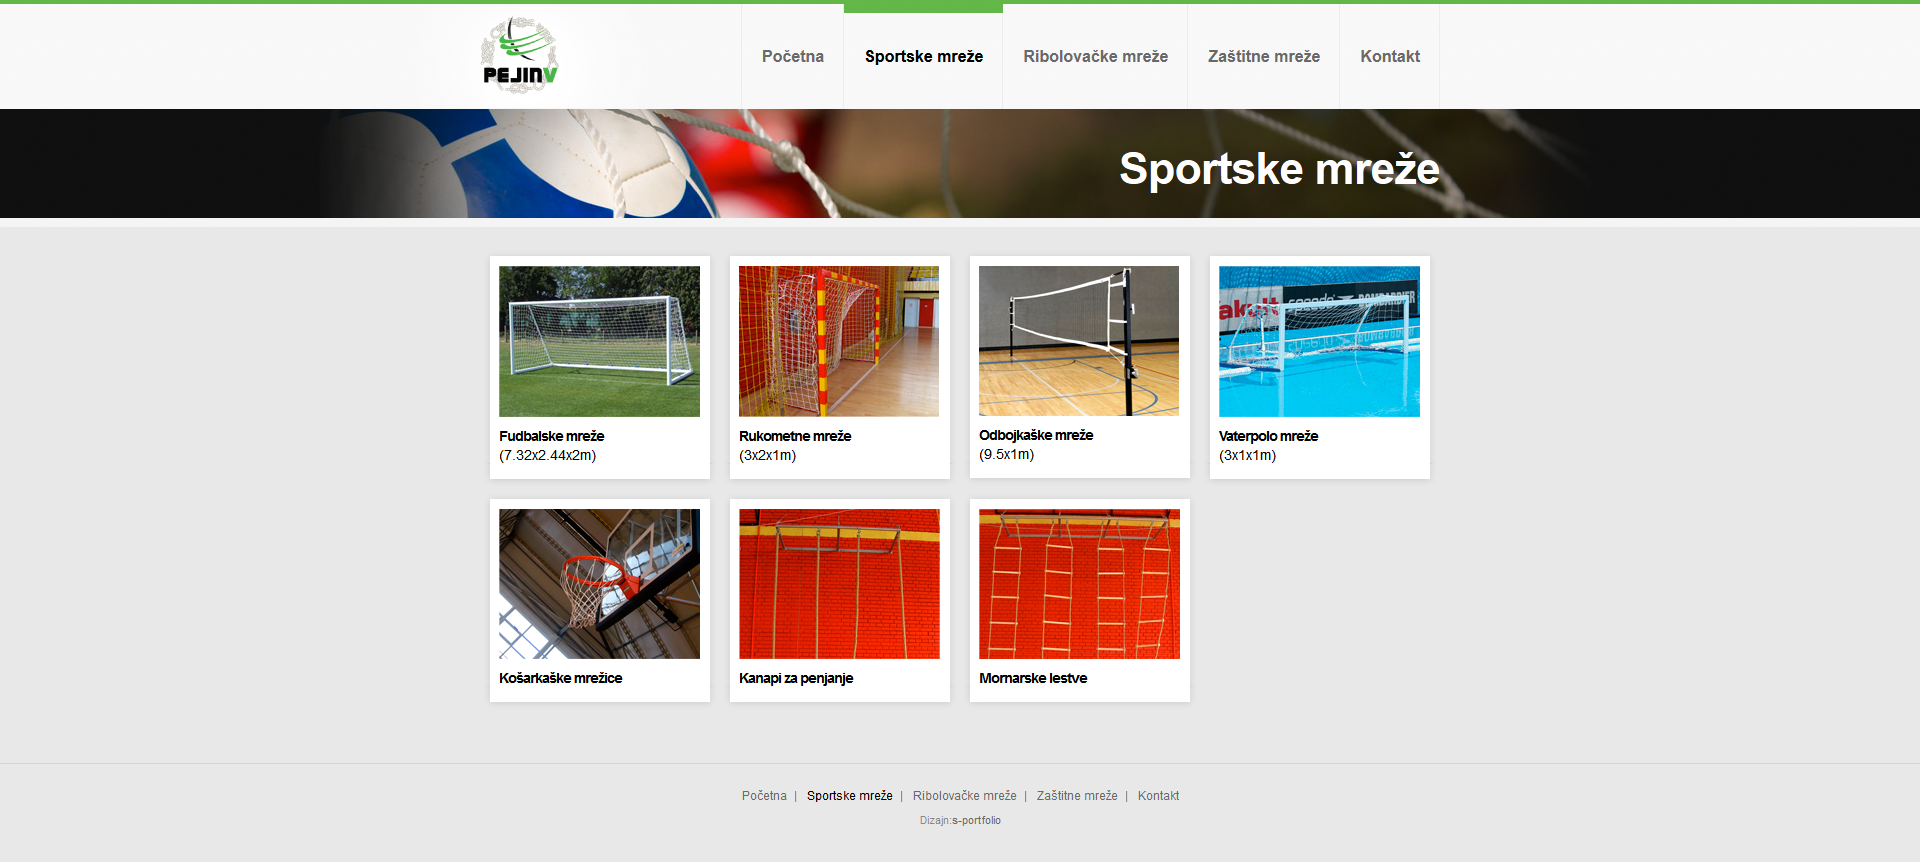 PEJINV
Početna
Sportske mreže
Ribolovačke mreže
Zaštitne mreže
Kontakt
Sportske mreže
akult
Fudbalske mreže
(7.32x2.44x2m)
Rukometne mreže
(3x2x1m)
Odbojkaške mreže
(9.5x1m)
Vaterpolo mreže
(3x1x1m)
Košarkaške mrežice
Kanapi za penjanje
Mornarske lestve
Početna | Sportske mreže | Ribolovačke mreže | Zaštitne mreže | Kontakt
Dizajn:s-portfolio